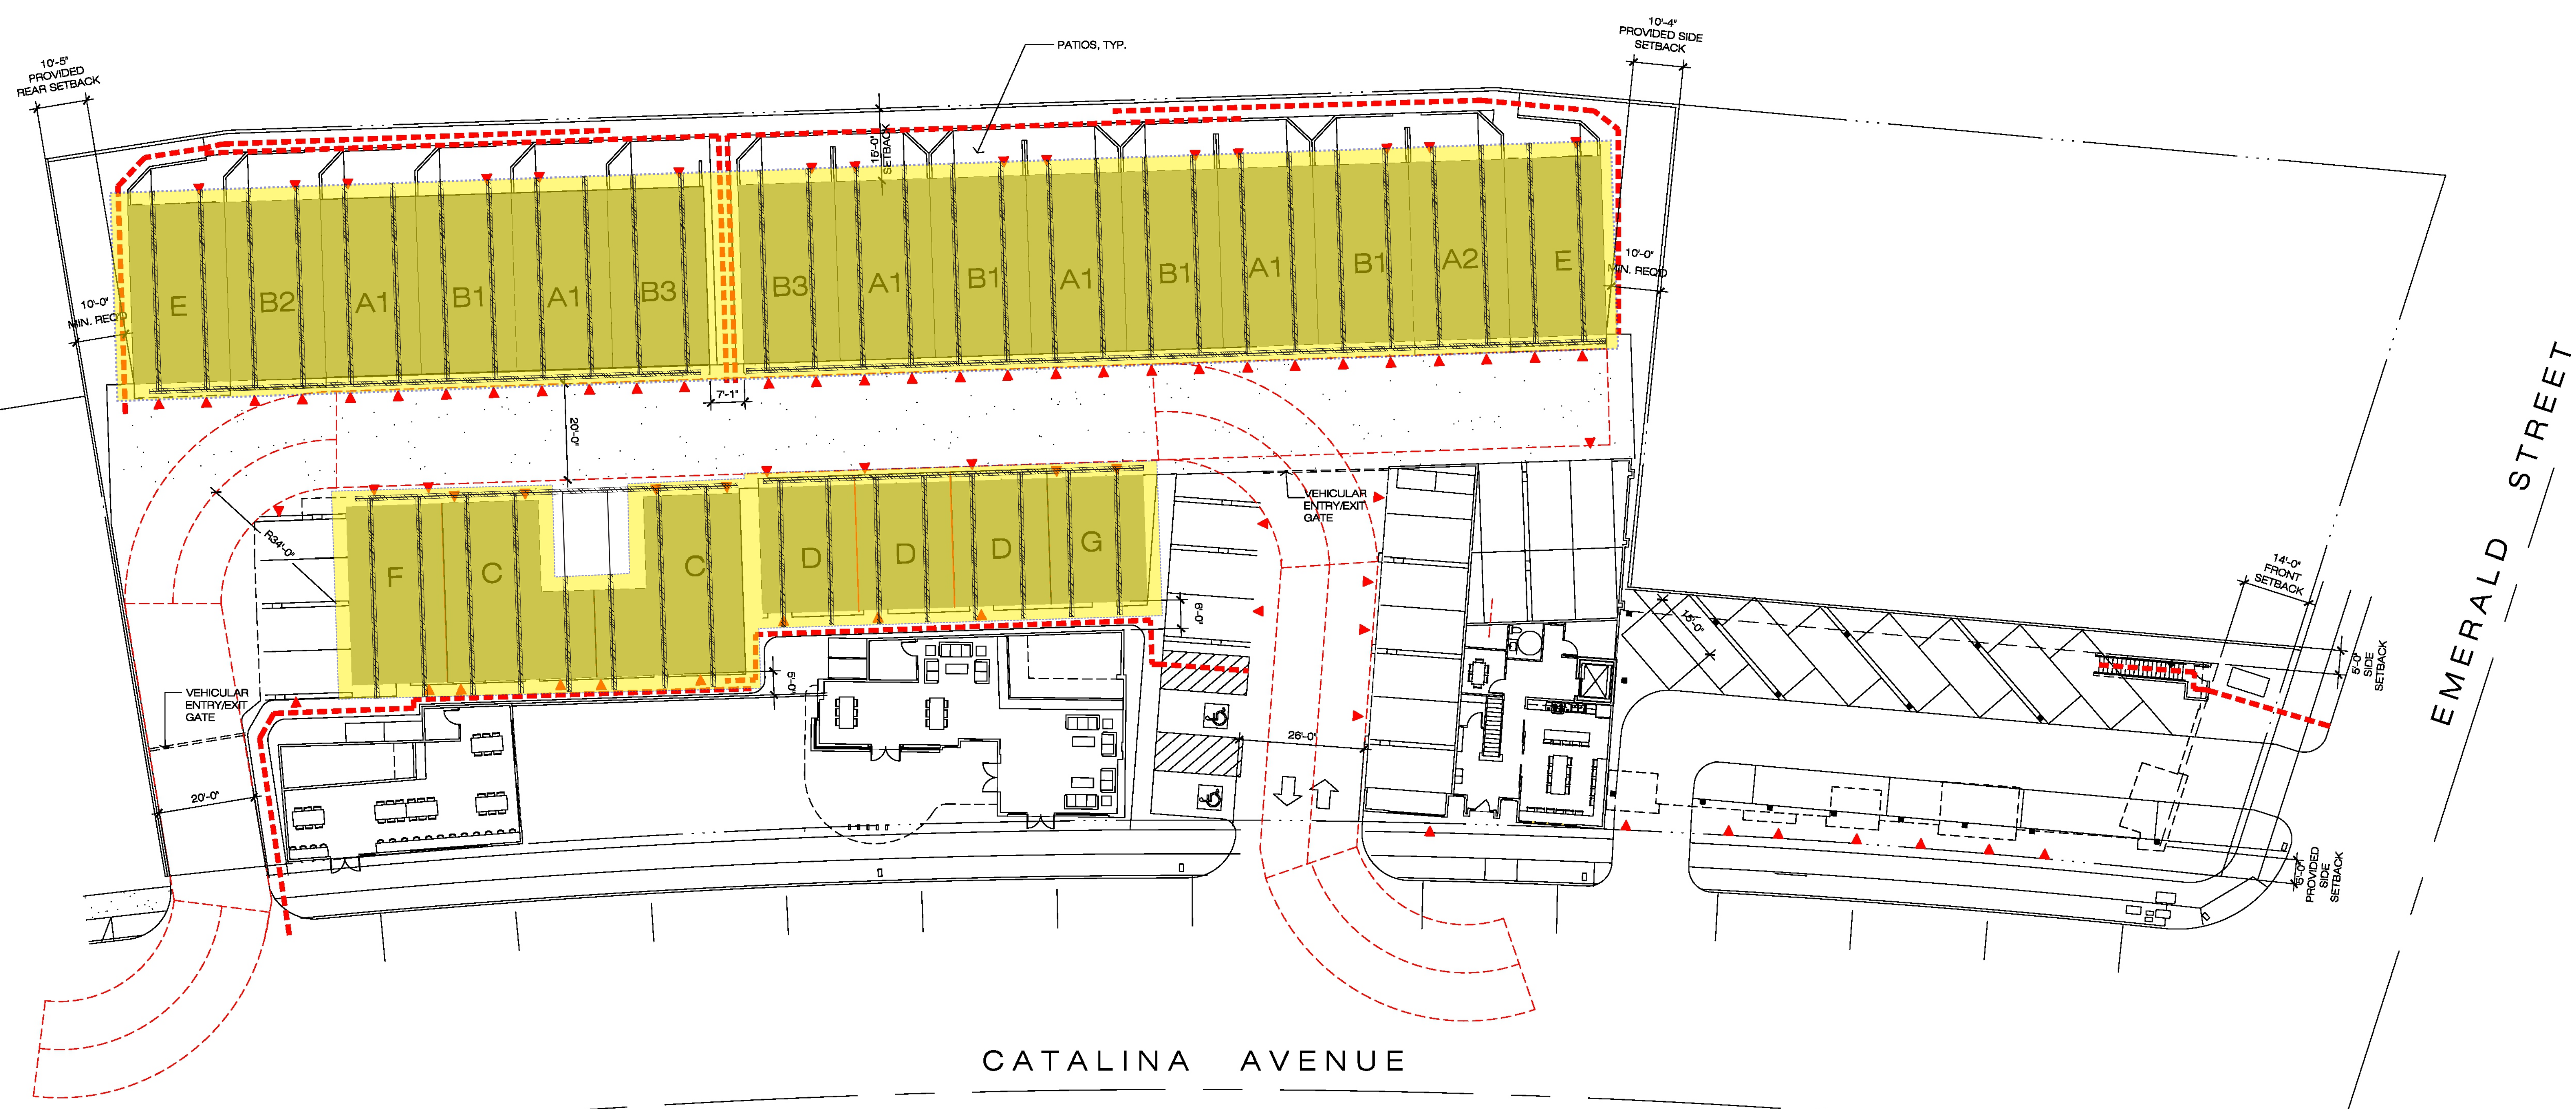 10'-5"
PROVIDED
REAR SETBACK
PATIOS, TYP.
10'-4"
PROVIDED SIDE
SETBACK
15'-0"
SETBACK
10'-0"
MIN. REQ'D
E
B2
A1
B1
A1
B3
B3
A1
B1
A1
B1
A1
B1
A2
E
10'-0"
MIN. REQ'D
7'-1"
20'-0"
R34'-0"
F
C
C
D
D
D
G
VEHICULAR
ENTRY/EXIT
GATE
6'-0"
5'-0"
15'-0"
14'-0"
FRONT
SETBACK
5'-0"
SIDE
SETBACK
EMERALD STREET
VEHICULAR
ENTRY/EXIT
GATE
20'-0"
26'-0"
PROVIDED
SIDE
SETBACK
CATALINA AVENUE